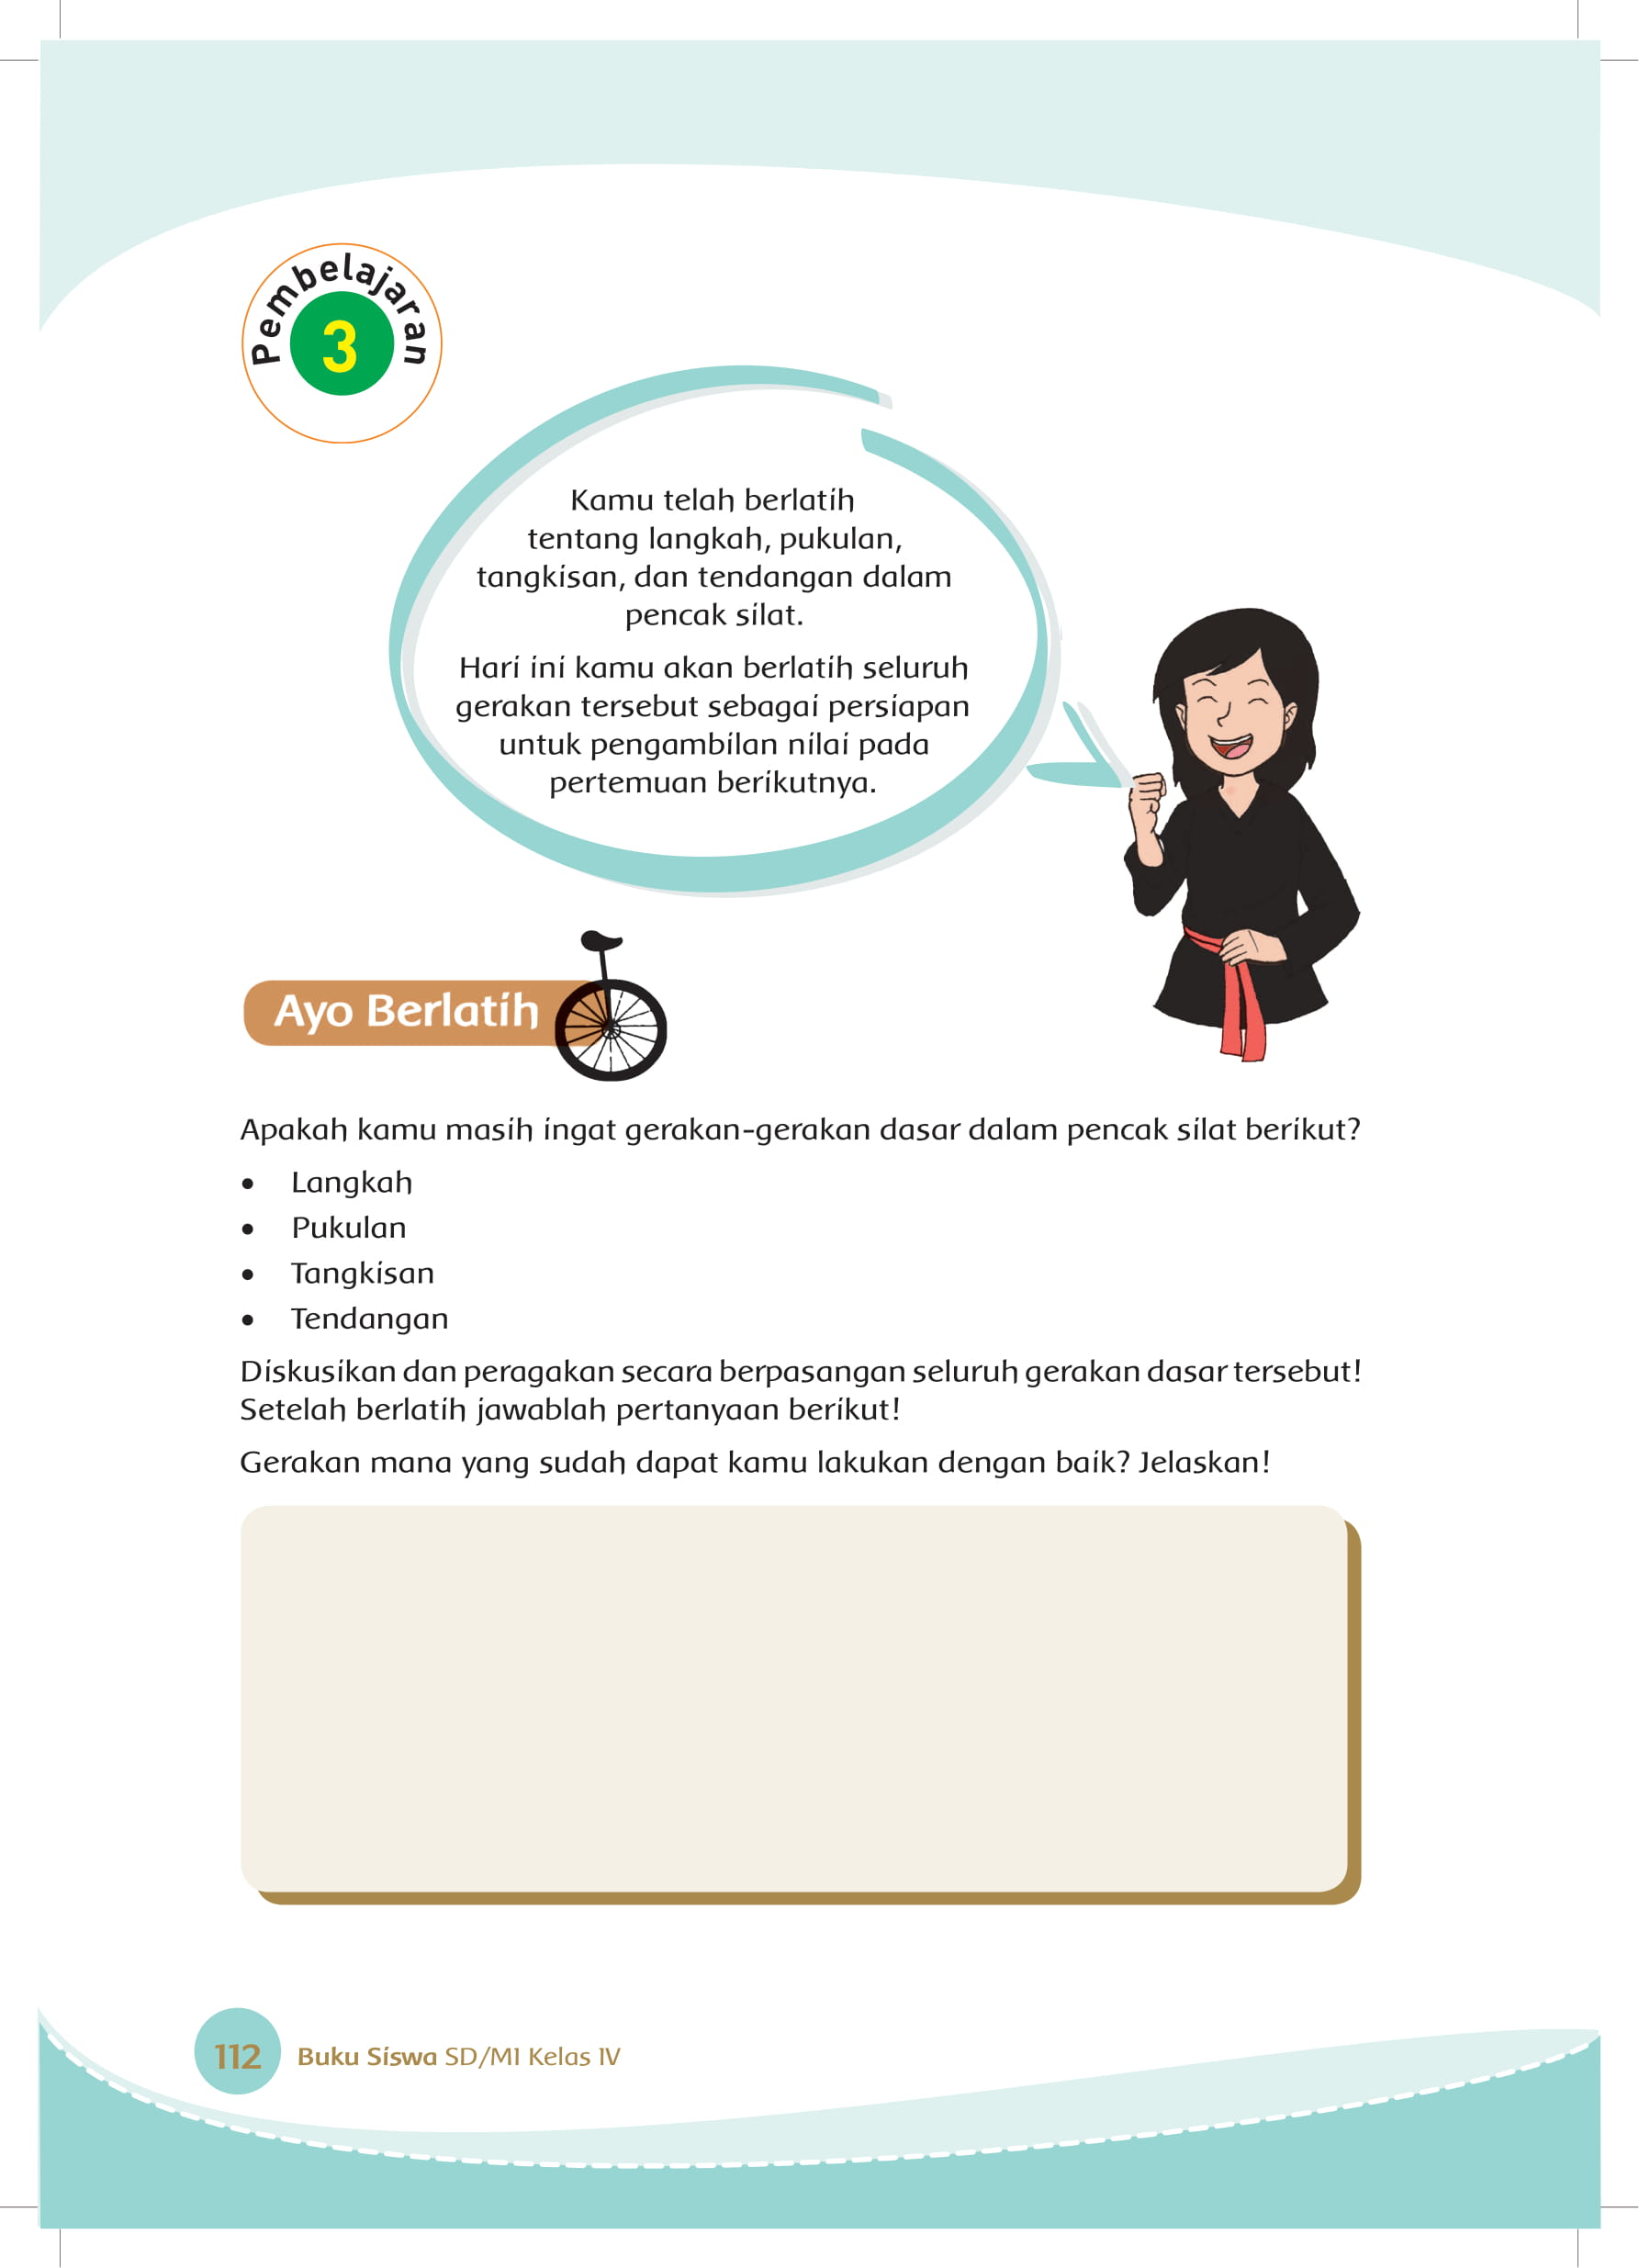 Pembelajaran
3
Kamu telah berlatih
tentang langkah, pukulan,
tangkisan, dan tendangan dalam
pencak silat.
Hari ini kamu akan berlatih seluruh
gerakan tersebut sebagai persiapan
untuk pengambilan nilai pada
pertemuan berikutnya.
Ayo Berlatih
Apakah kamu masih ingat gerakan-gerakan dasar dalam pencak silat berikut?
• Langkah
• Pukulan
• Tangkisan
• Tendangan
Diskusikan dan peragakan secara berpasangan seluruh gerakan dasar tersebut!
Setelah berlatih jawablah pertanyaan berikut!
Gerakan mana yang sudah dapat kamu lakukan dengan baik? Jelaskan!
112 Buku Siswa SD/MI Kelas IV